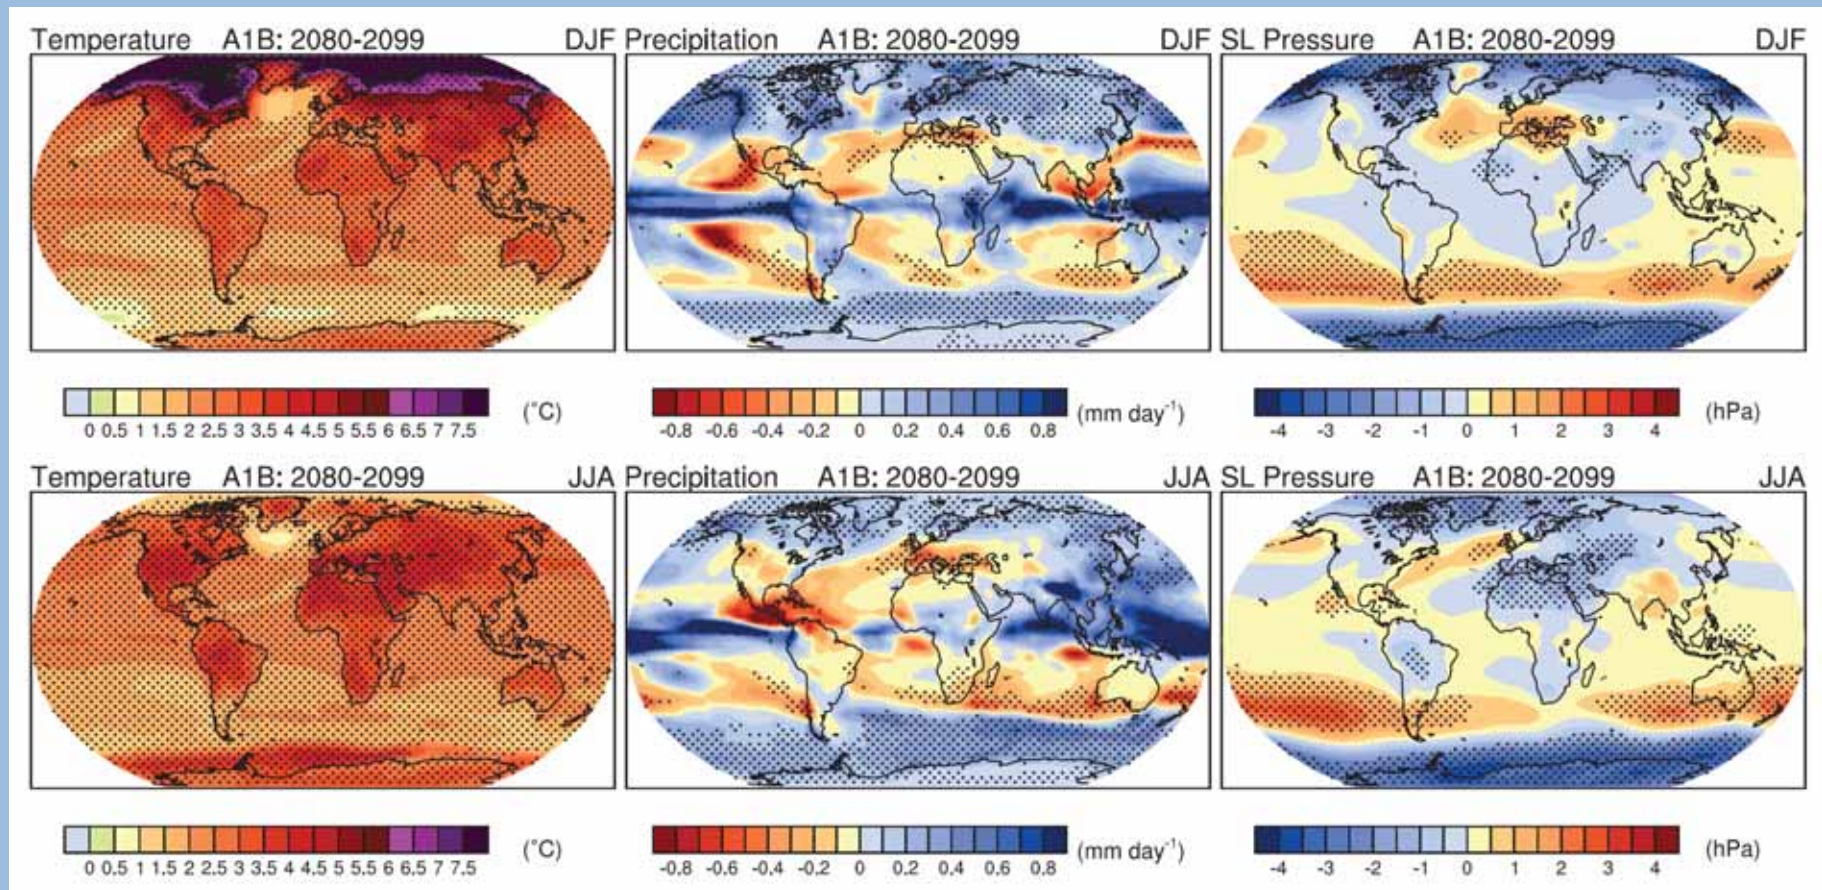 Temperature A1B: 2080-2099 DJF
Precipitation A1B: 2080-2099 DJF
SL Pressure A1B: 2080-2099 DJF
0 0.5 1 1.5 2 2.5 3 3.5 4 4.5 5 5.5 6 6.5 7 7.5 (°C)
-0.8 -0.6 -0.4 -0.2 0 0.2 0.4 0.6 0.8 (mm day⁻¹)
-4 -3 -2 -1 0 1 2 3 4 (hPa)
Temperature A1B: 2080-2099 JJA
Precipitation A1B: 2080-2099 JJA
SL Pressure A1B: 2080-2099 JJA
0 0.5 1 1.5 2 2.5 3 3.5 4 4.5 5 5.5 6 6.5 7 7.5 (°C)
-0.8 -0.6 -0.4 -0.2 0 0.2 0.4 0.6 0.8 (mm day⁻¹)
-4 -3 -2 -1 0 1 2 3 4 (hPa)